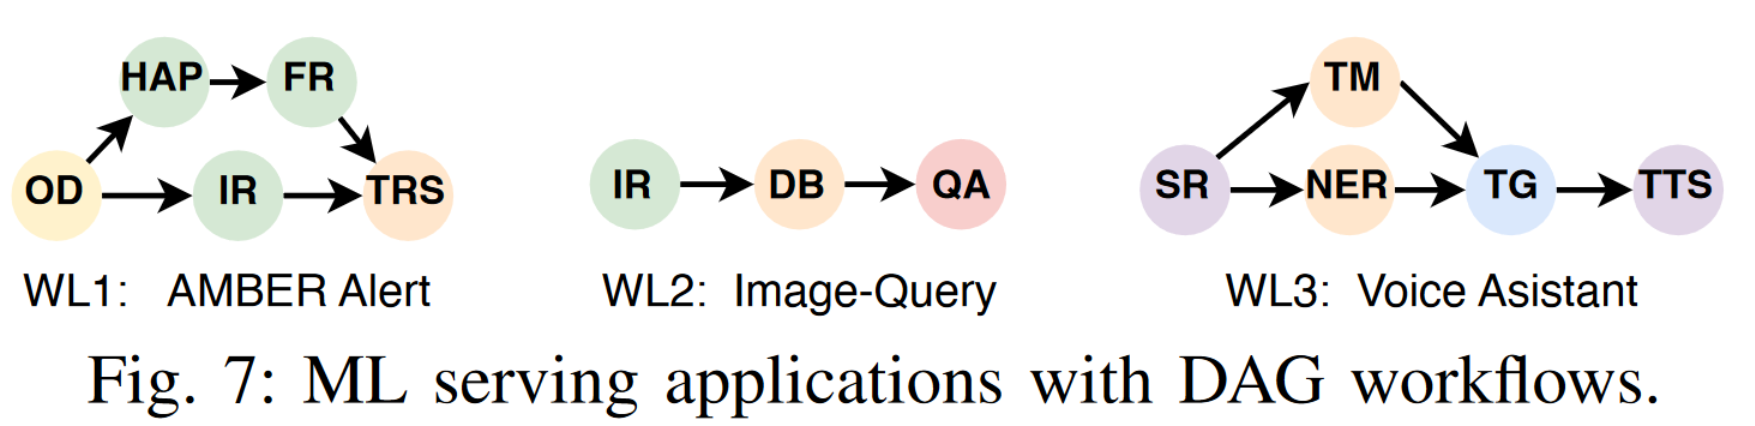 HAP FR
OD IR TRS
WL1: AMBER Alert
IR DB QA
WL2: Image-Query
TM
SR NER TG TTS
WL3: Voice Asistant
Fig. 7: ML serving applications with DAG workflows.